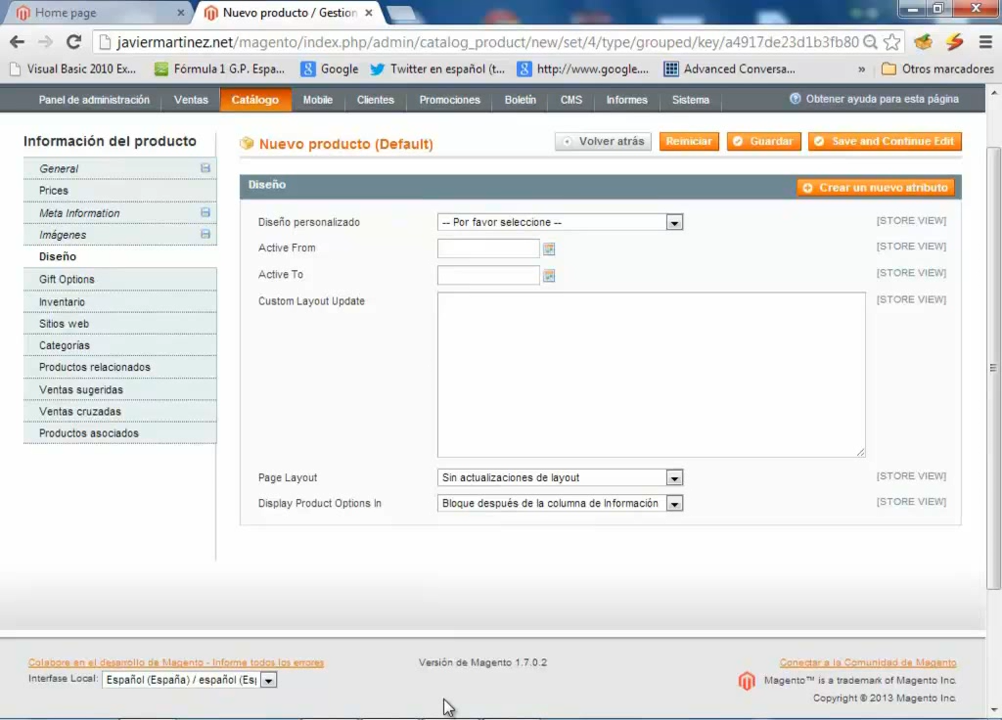 Home page
Nuevo producto / Gestion
javiermartinez.net/magento/index.php/admin/catalog_product/new/set/4/type/grouped/key/a4917de23d1b3fb80
Visual Basic 2010 Ex...
Fórmula 1 G.P. Espa...
Google
Twitter en español (t...
http://www.google....
Advanced Conversa...
»
Otros marcadores
Panel de administración
Ventas
Catálogo
Mobile
Clientes
Promociones
Boletín
CMS
Informes
Sistema
Obtener ayuda para esta página
Información del producto
General
Prices
Meta Information
Imágenes
Diseño
Gift Options
Inventario
Sitios web
Categorías
Productos relacionados
Ventas sugeridas
Ventas cruzadas
Productos asociados
Nuevo producto (Default)
Volver atrás
Reiniciar
Guardar
Save and Continue Edit
Diseño
Crear un nuevo atributo
Diseño personalizado
-- Por favor seleccione --
[STORE VIEW]
Active From
[STORE VIEW]
Active To
[STORE VIEW]
Custom Layout Update
[STORE VIEW]
Page Layout
Sin actualizaciones de layout
[STORE VIEW]
Display Product Options In
Bloque después de la columna de Información
[STORE VIEW]
Colabore en el desarrollo de Magento - Informe todos los errores
Interfase Local:
Español (España) / español (Esp
Versión de Magento 1.7.0.2
Conectar a la Comunidad de Magento
Magento™ is a trademark of Magento Inc.
Copyright © 2013 Magento Inc.